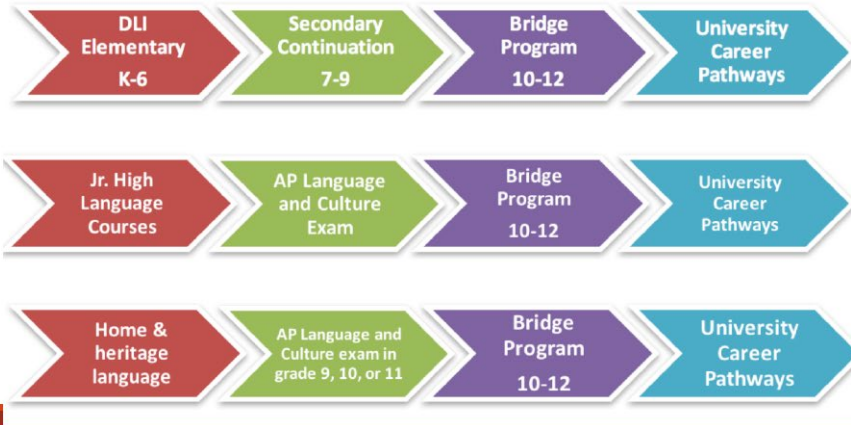 DLI
Elementary
K-6
Secondary
Continuation
7-9
Bridge
Program
10-12
University
Career
Pathways
Jr. High
Language
Courses
AP Language
and Culture
Exam
Bridge
Program
10-12
University
Career
Pathways
Home &
heritage
language
AP Language and
Culture exam in
grade 9, 10, or 11
Bridge
Program
10-12
University
Career
Pathways